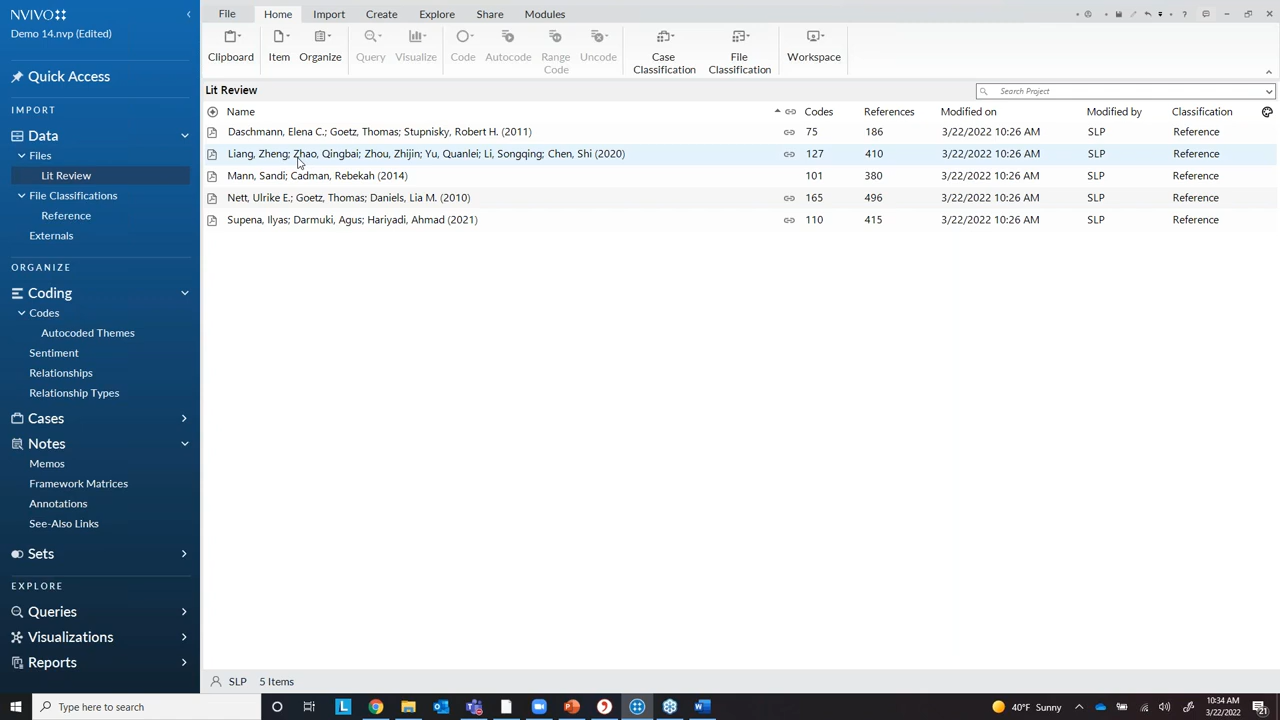 NVIVO
Demo 14.nvp (Edited)
Quick Access
IMPORT
Data
Files
Lit Review
File Classifications
Reference
Externals
ORGANIZE
Coding
Codes
Autocoded Themes
Sentiment
Relationships
Relationship Types
Cases
Notes
Memos
Framework Matrices
Annotations
See-Also Links
Sets
EXPLORE
Queries
Visualizations
Reports
File Home Import Create Explore Share Modules
Clipboard Item Organize Query Visualize Code Autocode Range Code Uncode Case Classification File Classification Workspace
Lit Review Search Project
Name Codes References Modified on Modified by Classification
Daschmann, Elena C.; Goetz, Thomas; Stupnisky, Robert H. (2011) 75 186 3/22/2022 10:26 AM SLP Reference
Liang, Zheng; Zhao, Qingbai; Zhou, Zhijin; Yu, Quanlei; Li, Songqing; Chen, Shi (2020) 127 410 3/22/2022 10:26 AM SLP Reference
Mann, Sandi; Cadman, Rebekah (2014) 101 380 3/22/2022 10:26 AM SLP Reference
Nett, Ulrike E.; Goetz, Thomas; Daniels, Lia M. (2010) 165 496 3/22/2022 10:26 AM SLP Reference
Supena, Ilyas; Darmuki, Agus; Hariyadi, Ahmad (2021) 110 415 3/22/2022 10:26 AM SLP Reference
SLP 5 Items
Type here to search 40°F Sunny 10:34 AM
3/22/2022